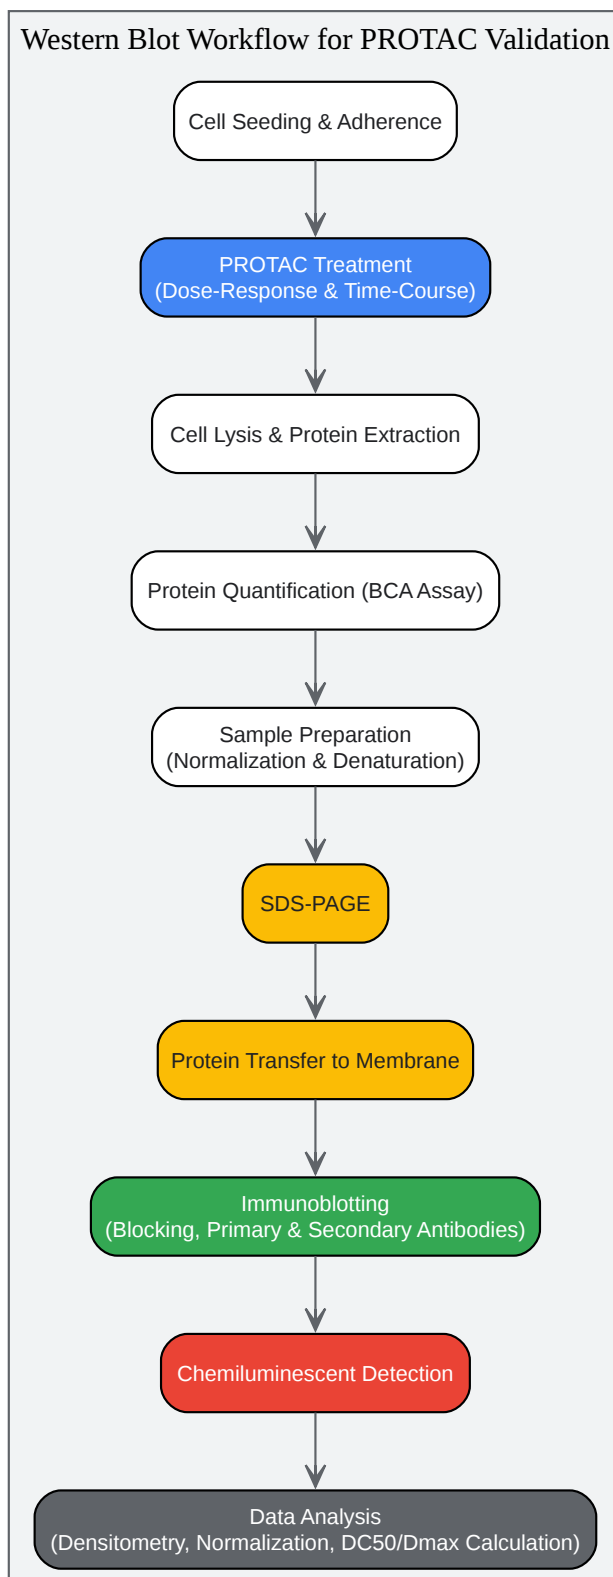 Western Blot Workflow for PROTAC Validation
Cell Seeding & Adherence
PROTAC Treatment
(Dose-Response & Time-Course)
Cell Lysis & Protein Extraction
Protein Quantification (BCA Assay)
Sample Preparation
(Normalization & Denaturation)
SDS-PAGE
Protein Transfer to Membrane
Immunoblotting
(Blocking, Primary & Secondary Antibodies)
Chemiluminescent Detection
Data Analysis
(Densitometry, Normalization, DC50/Dmax Calculation)